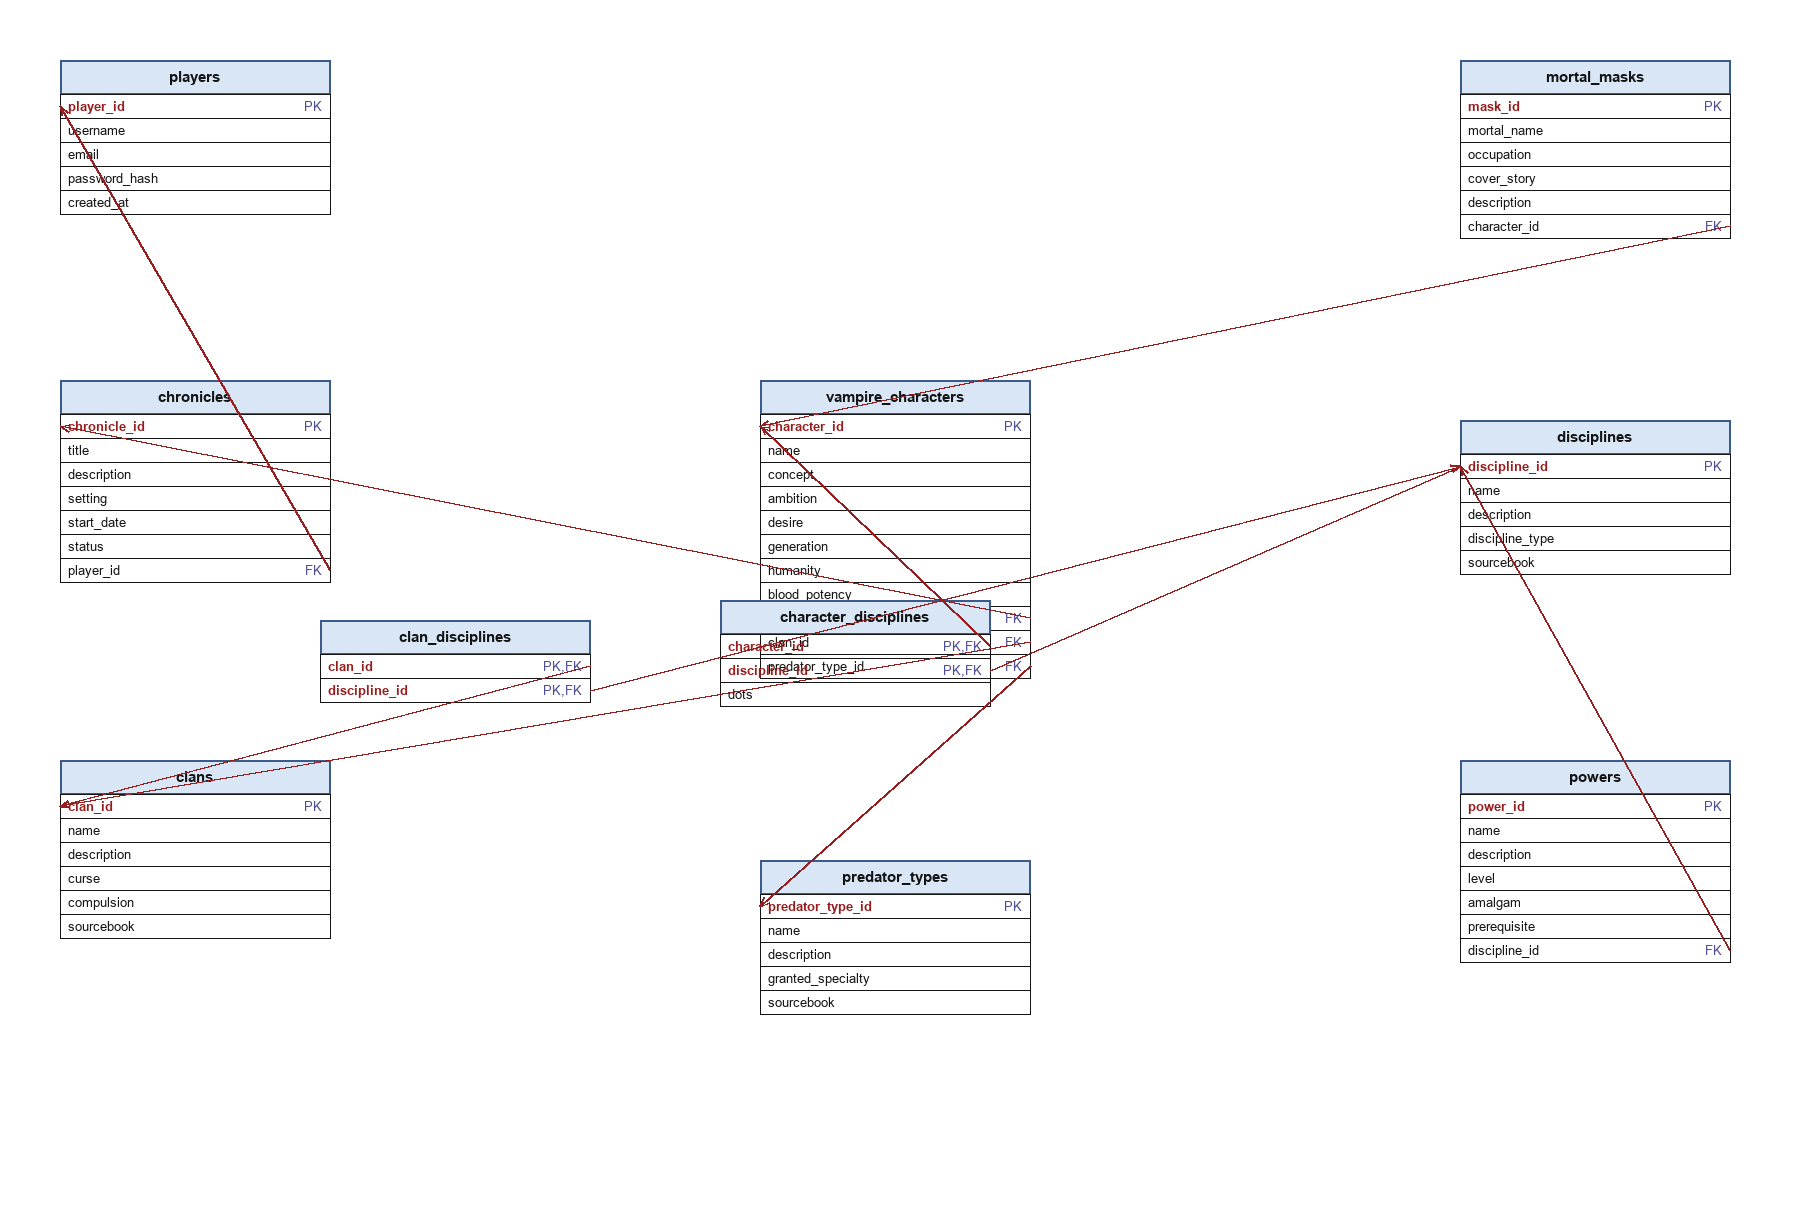 players
player_id PK
username
email
password_hash
created_at
mortal_masks
mask_id PK
mortal_name
occupation
cover_story
description
character_id FK
chronicles
chronicle_id PK
title
description
setting
start_date
status
player_id FK
vampire_characters
character_id PK
name
concept
ambition
desire
generation
humanity
blood_potency
FK
clan_id FK
predator_type_id FK
disciplines
discipline_id PK
name
description
discipline_type
sourcebook
clan_disciplines
clan_id PK,FK
discipline_id PK,FK
character_disciplines
character_id PK,FK
discipline_id PK,FK
dots
clans
clan_id PK
name
description
curse
compulsion
sourcebook
predator_types
predator_type_id PK
name
description
granted_specialty
sourcebook
powers
power_id PK
name
description
level
amalgam
prerequisite
discipline_id FK